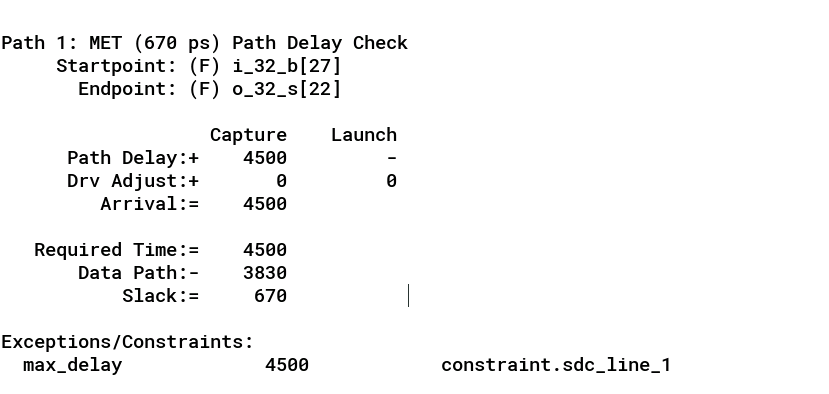 Path 1: MET (670 ps) Path Delay Check
Startpoint: (F) i_32_b[27]
Endpoint: (F) o_32_s[22]
Capture Launch
Path Delay:+ 4500 -
Drv Adjust:+ 0 0
Arrival:= 4500
Required Time:= 4500
Data Path:- 3830
Slack:= 670
Exceptions/Constraints:
max_delay 4500 constraint.sdc_line_1